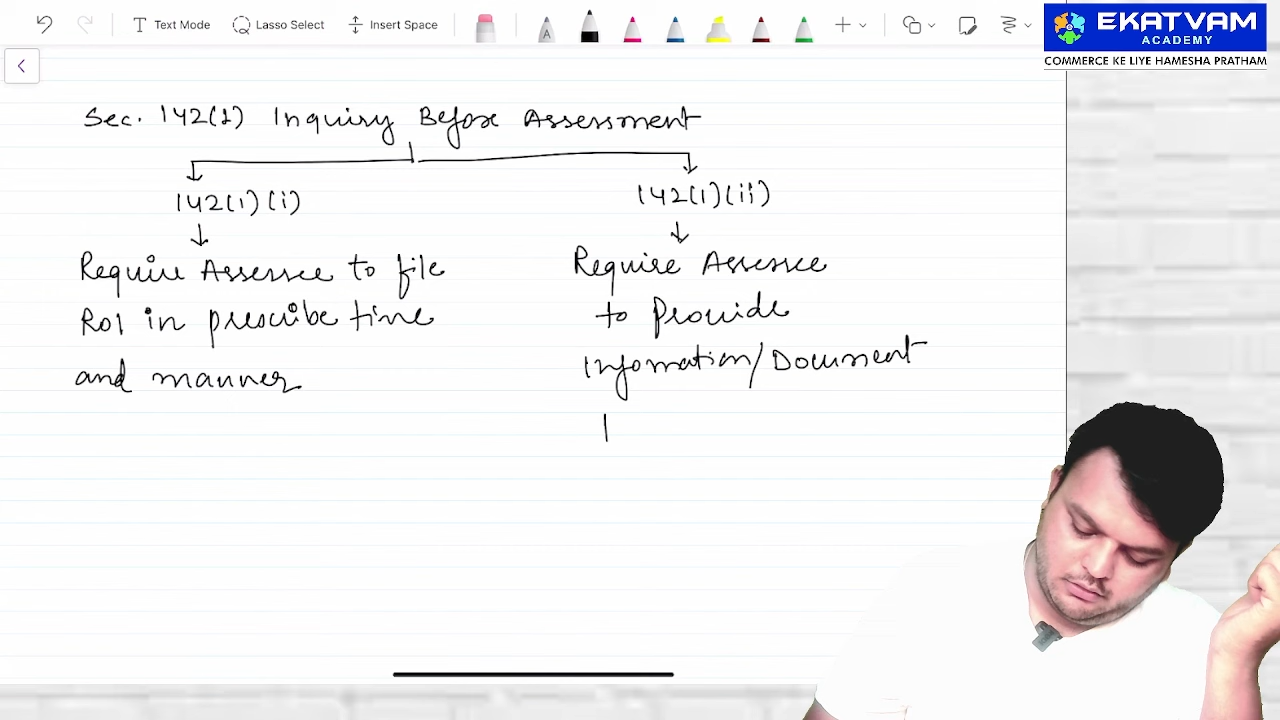 Text Mode Lasso Select Insert Space
EKATVAM
ACADEMY
COMMERCE KE LIYE HAMESHA PRATHAM
Sec. 142(1) Inquiry Before Assessment
142(1)(i) 142(1)(ii)
Require Assessee to file
ROI in prescribe time
and manner
Require Assessee
to Provide
Infomation/Document